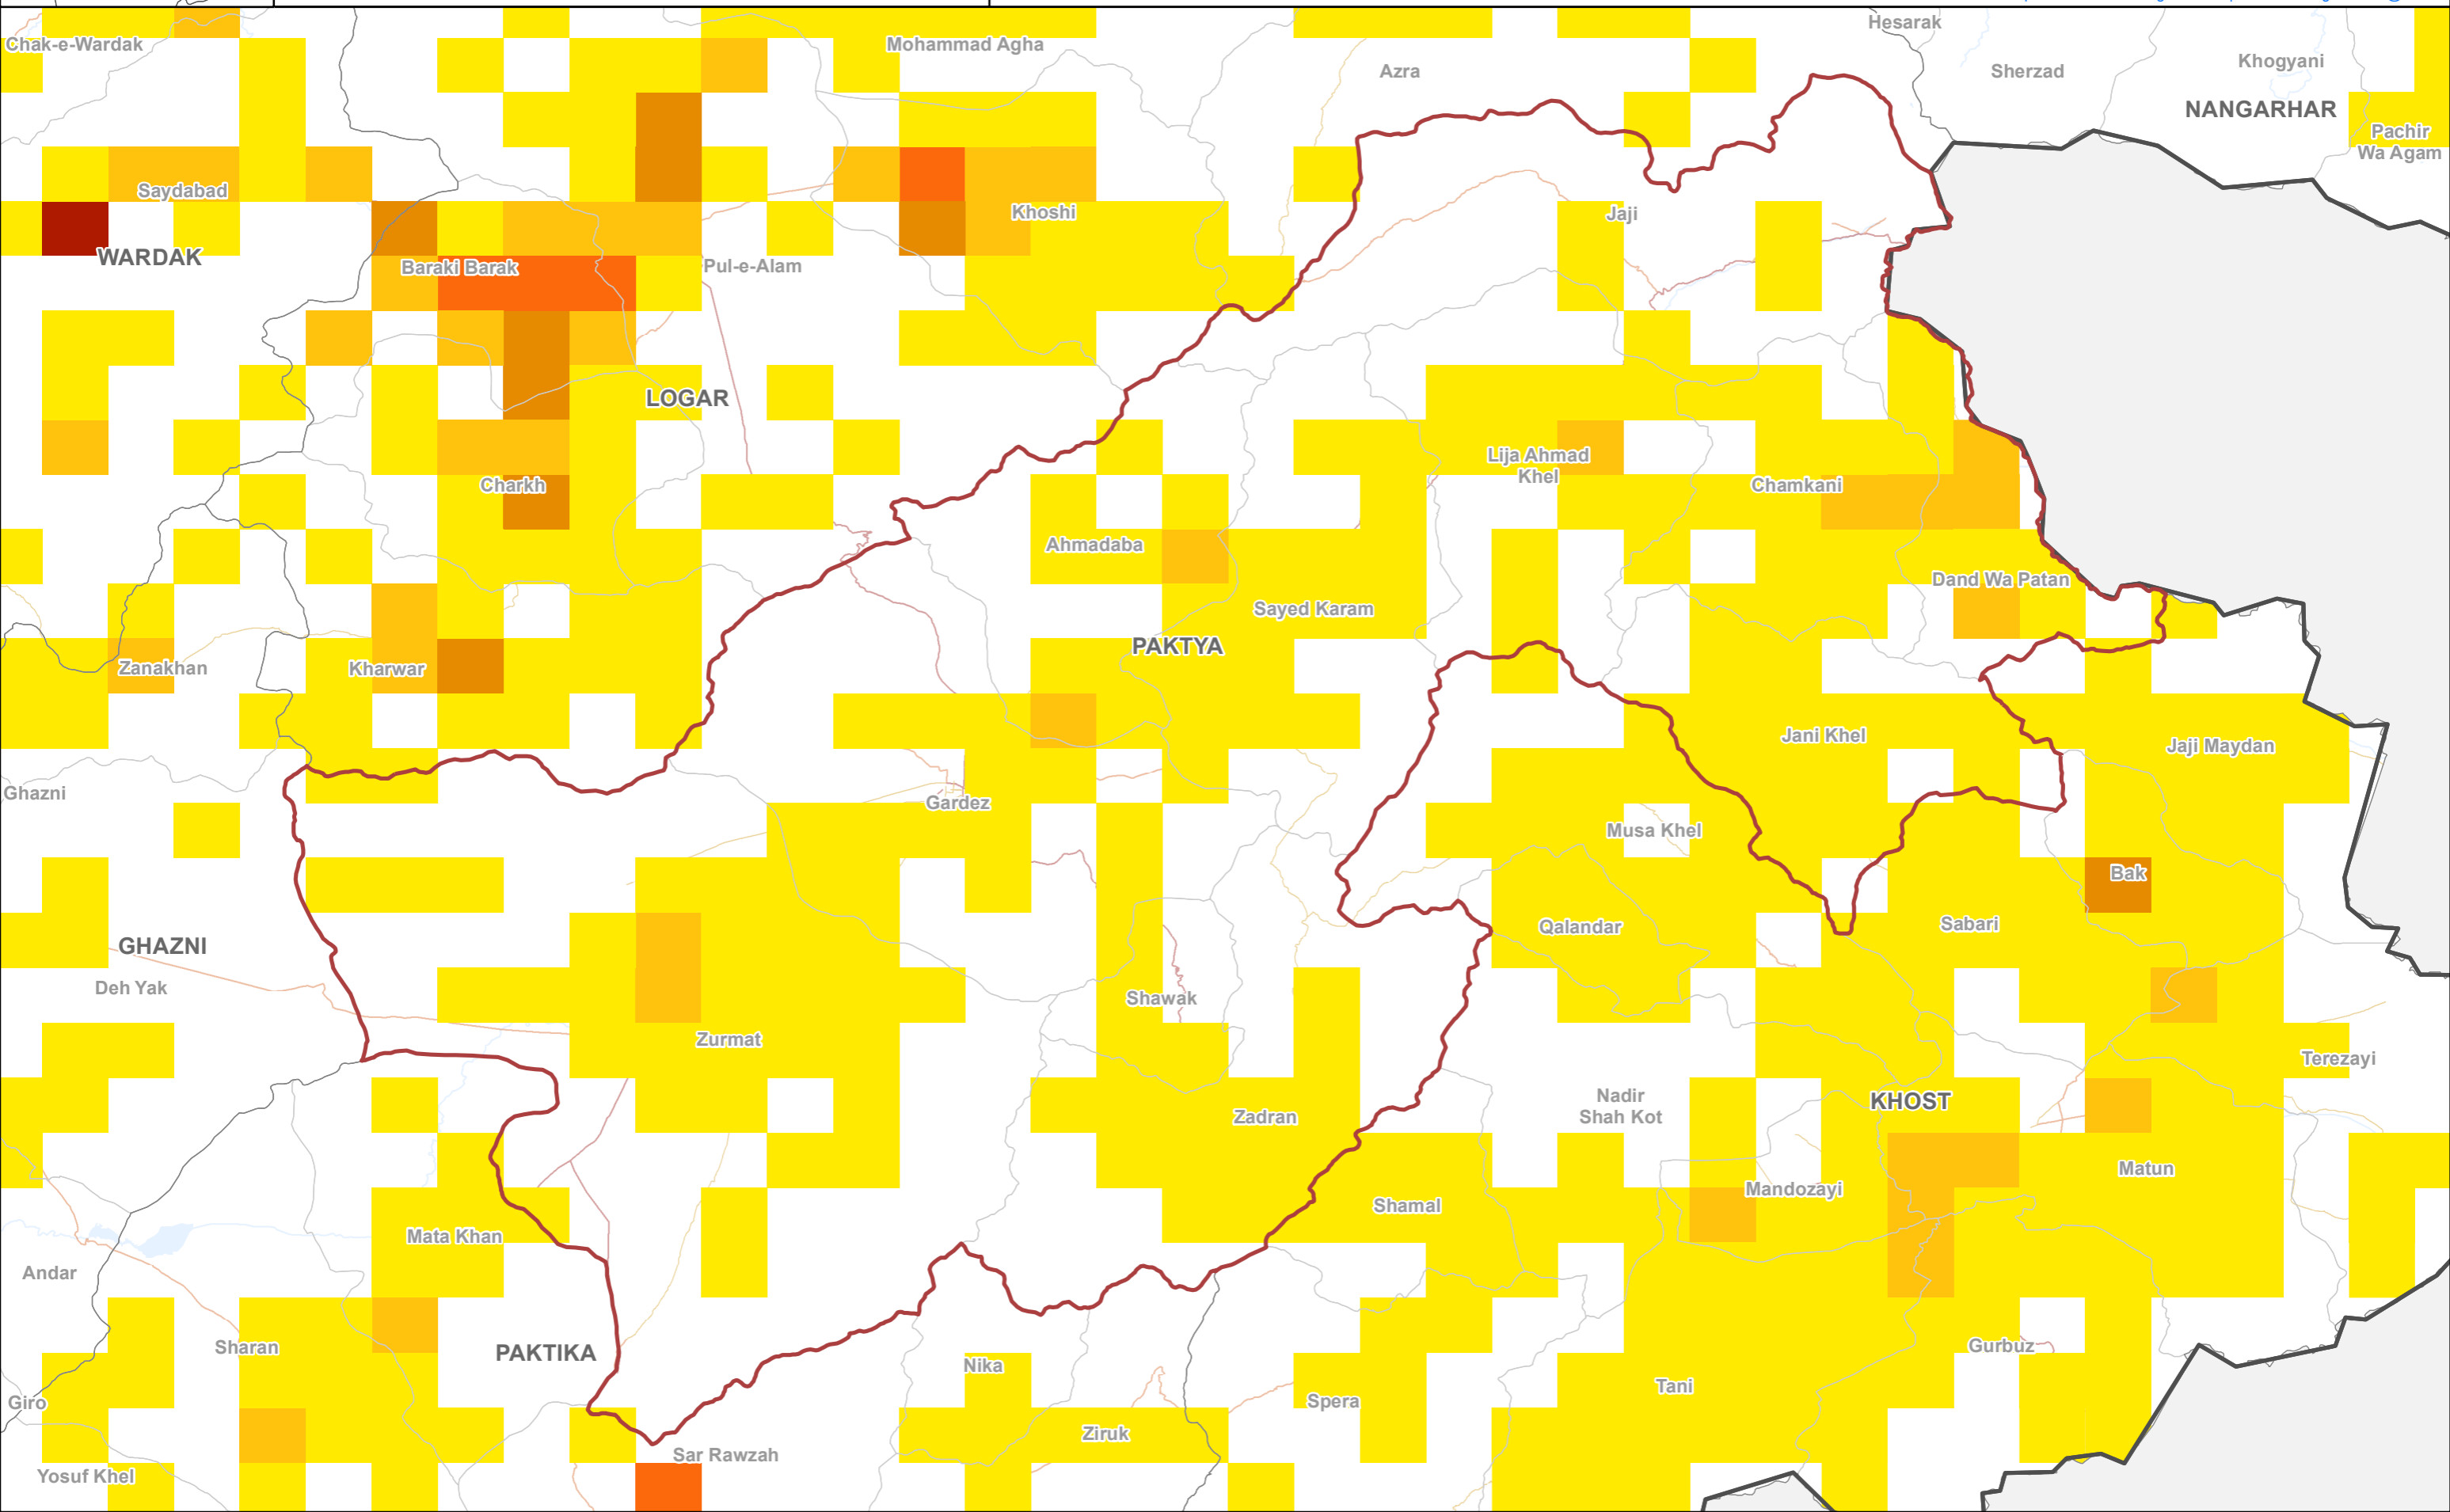 Hesarak
Chak-e-Wardak
Mohammad Agha
Azra
Sherzad
Khogyani
NANGARHAR
Pachir
Wa Agam
Saydabad
Khoshi
Jaji
WARDAK
Baraki Barak
Pul-e-Alam
LOGAR
Lija Ahmad
Khel
Charkh
Chamkani
Ahmadaba
Dand Wa Patan
Sayed Karam
PAKTYA
Zanakhan
Kharwar
Jani Khel
Jaji Maydan
Ghazni
Gardez
Musa Khel
Bak
Qalandar
Sabari
GHAZNI
Deh Yak
Shawak
Zurmat
Terezayi
Nadir
Shah Kot
KHOST
Zadran
Matun
Mandozayi
Shamal
Mata Khan
Andar
Sharan
PAKTIKA
Gurbuz
Nika
Tani
Giro
Spera
Ziruk
Sar Rawzah
Yosuf Khel